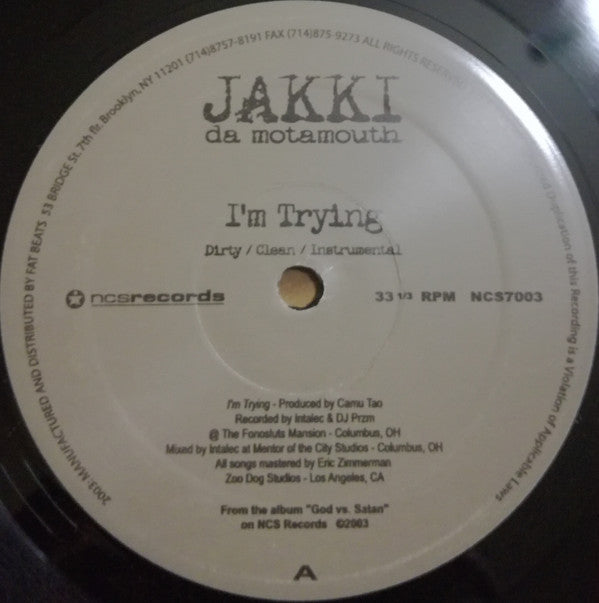 2003. MANUFACTURED AND DISTRIBUTED BY FAT BEATS 53 BRIDGE St. 7th flr. Brooklyn, NY 11201 (714)8757-8191 FAX (714)875-9273 ALL RIGHTS RESERVED
Duplication of this Recording is a Violation of Applicable Laws
JAKKI
da motamouth
I'm Trying
Dirty / Clean / Instrumental
ncsrecords
33 1/3 RPM NCS7003
I'm Trying - Produced by Camu Tao
Recorded by Intalec & DJ Przm
@ The Fonosluts Mansion - Columbus, OH
Mixed by Intalec at Mentor of the City Studios - Columbus, OH
All songs mastered by Eric Zimmerman
Zoo Dog Studios - Los Angeles, CA
From the album "God vs. Satan"
on NCS Records ©2003
A